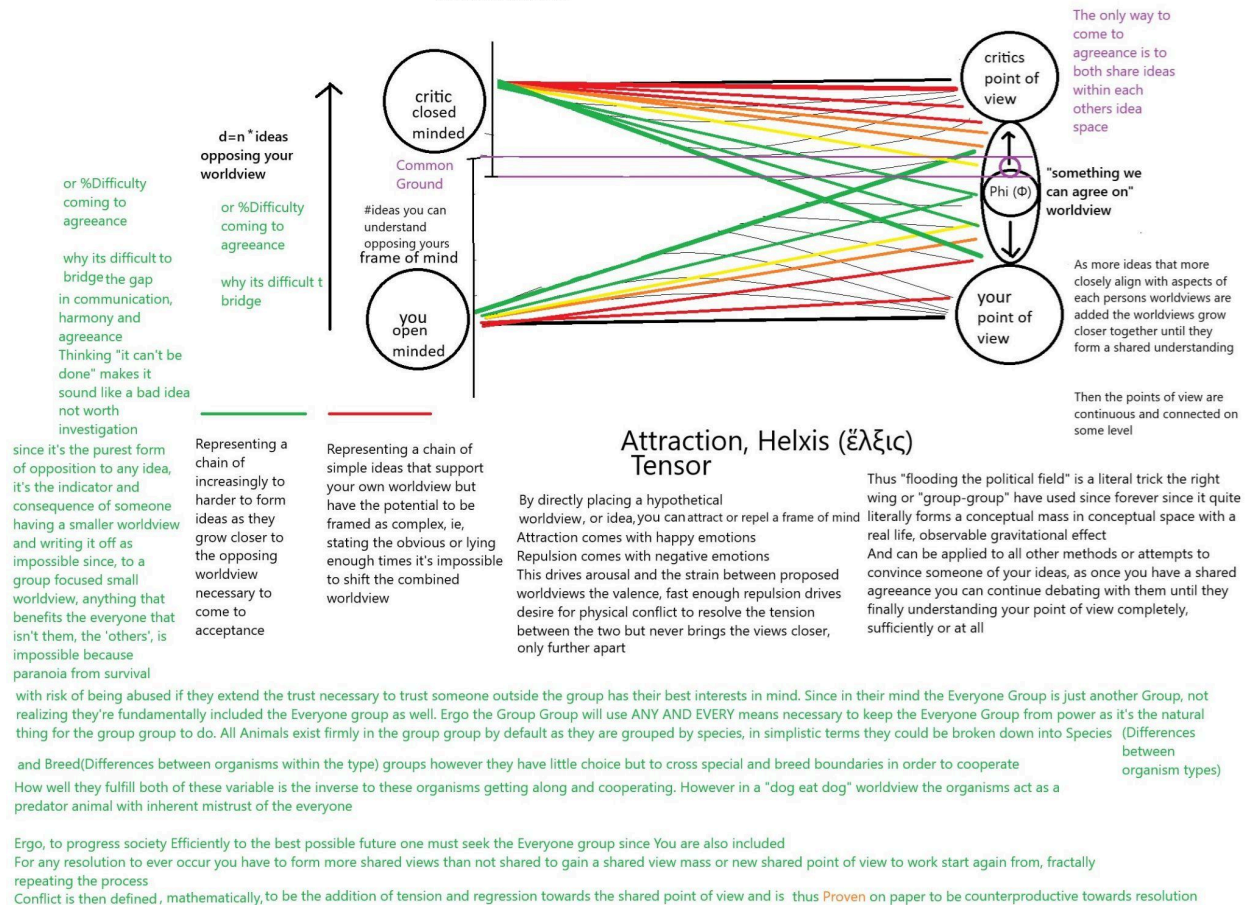 The only way to
come to
agreeance is to
both share ideas
within each
others idea
space
critic
closed
minded
critics
point of
view
d=n*ideas
opposing your
worldview
Common
Ground
"something we
can agree on"
worldview
Phi (Φ)
or %Difficulty
coming to
agreeance
why its difficult to
bridge the gap
in communication,
harmony and
agreeance
Thinking "it can't be
done" makes it
sound like a bad idea
not worth
investigation
since it's the purest form
of opposition to any idea,
it's the indicator and
consequence of someone
having a smaller worldview
and writing it off as
impossible since, to a
group focused small
worldview, anything that
benefits the everyone that
isn't them, the 'others', is
impossible because
paranoia from survival
or %Difficulty
coming to
agreeance
why its difficult t
bridge
#ideas you can
understand
opposing yours
frame of mind
you
open
minded
your
point of
view
As more ideas that more
closely align with aspects of
each persons worldviews are
added the worldviews grow
closer together until they
form a shared understanding
Then the points of view are
continuous and connected on
some level
Representing a
chain of
increasingly to
harder to form
ideas as they
grow closer to
the opposing
worldview
necessary to
come to
acceptance
Representing a chain of
simple ideas that support
your own worldview but
have the potential to be
framed as complex, ie,
stating the obvious or lying
enough times it's impossible
to shift the combined
worldview
Attraction, Helxis (ἕλξις)
Tensor
By directly placing a hypothetical
worldview, or idea, you can attract or repel a frame of mind
Attraction comes with happy emotions
Repulsion comes with negative emotions
This drives arousal and the strain between proposed
worldviews the valence, fast enough repulsion drives
desire for physical conflict to resolve the tension
between the two but never brings the views closer,
only further apart
Thus "flooding the political field" is a literal trick the right
wing or "group-group" have used since forever since it quite
literally forms a conceptual mass in conceptual space with a
real life, observable gravitational effect
And can be applied to all other methods or attempts to
convince someone of your ideas, as once you have a shared
agreeance you can continue debating with them until they
finally understanding your point of view completely,
sufficiently or at all
with risk of being abused if they extend the trust necessary to trust someone outside the group has their best interests in mind. Since in their mind the Everyone Group is just another Group, not
realizing they're fundamentally included the Everyone group as well. Ergo the Group Group will use ANY AND EVERY means necessary to keep the Everyone Group from power as it's the natural
thing for the group group to do. All Animals exist firmly in the group group by default as they are grouped by species, in simplistic terms they could be broken down into Species (Differences
between
organism types)
and Breed(Differences between organisms within the type) groups however they have little choice but to cross special and breed boundaries in order to cooperate
How well they fulfill both of these variable is the inverse to these organisms getting along and cooperating. However in a "dog eat dog" worldview the organisms act as a
predator animal with inherent mistrust of the everyone
Ergo, to progress society Efficiently to the best possible future one must seek the Everyone group since You are also included
For any resolution to ever occur you have to form more shared views than not shared to gain a shared view mass or new shared point of view to work start again from, fractally
repeating the process
Conflict is then defined, mathematically, to be the addition of tension and regression towards the shared point of view and is thus Proven on paper to be counterproductive towards resolution